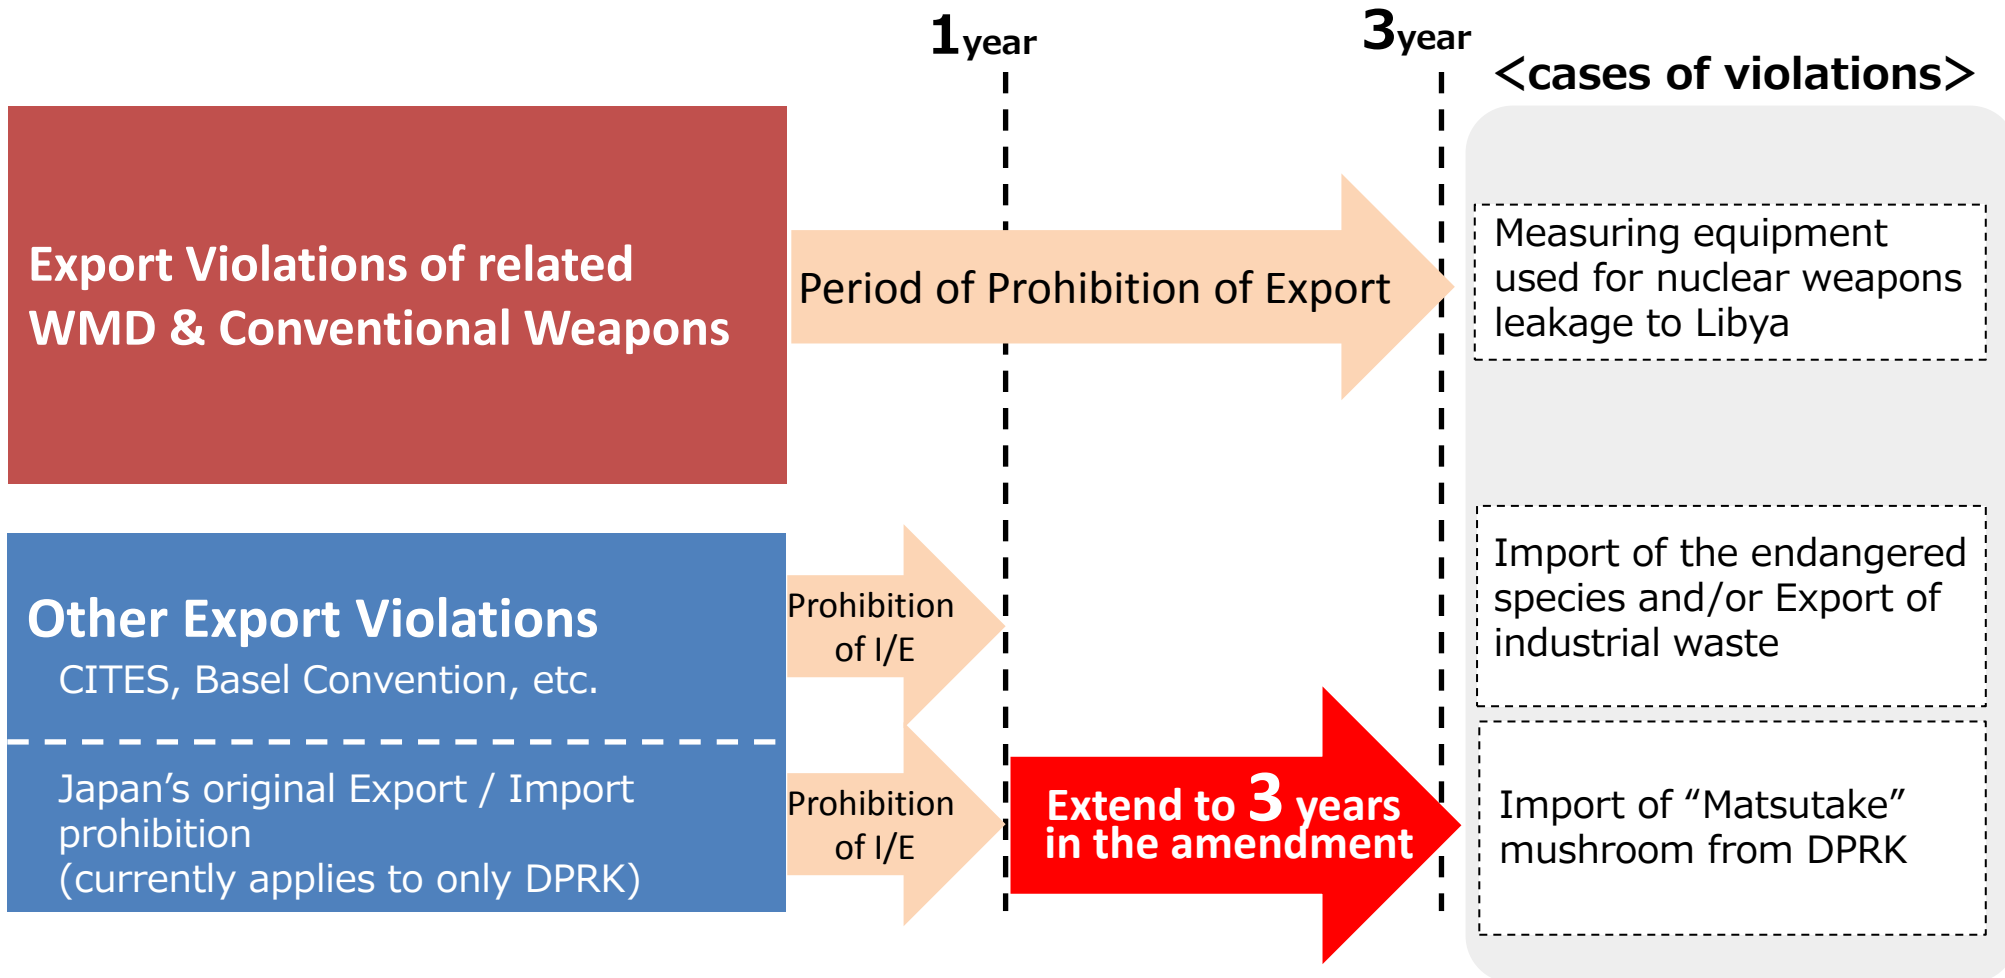 1year
3year
<cases of violations>
Export Violations of related
WMD & Conventional Weapons
Period of Prohibition of Export
Measuring equipment
used for nuclear weapons
leakage to Libya
Other Export Violations
CITES, Basel Convention, etc.
Prohibition
of I/E
Import of the endangered
species and/or Export of
industrial waste
Japan’s original Export / Import
prohibition
(currently applies to only DPRK)
Prohibition
of I/E
Extend to 3 years
in the amendment
Import of “Matsutake”
mushroom from DPRK